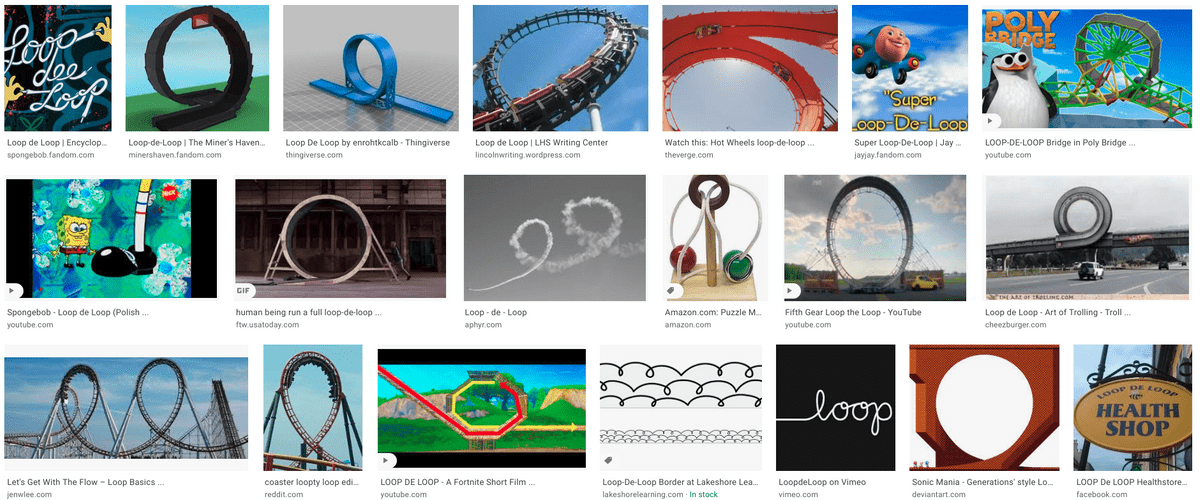 Loop
dee
Loop
"Super
Loop-De-Loop
POLY
BRIDGE
Loop de Loop | Encyclop...
spongebob.fandom.com
Loop-de-Loop | The Miner's Haven...
minershaven.fandom.com
Loop De Loop by enrohtkcalb - Thingiverse
thingiverse.com
Loop de Loop | LHS Writing Center
lincolnwriting.wordpress.com
Watch this: Hot Wheels loop-de-loop ...
theverge.com
Super Loop-De-Loop | Jay ...
jayjay.fandom.com
LOOP-DE-LOOP Bridge in Poly Bridge ...
youtube.com
GIF
THE ART OF TROLLING.COM
Spongebob - Loop de Loop (Polish ...
youtube.com
human being run a full loop-de-loop ...
ftw.usatoday.com
Loop - de - Loop
aphyr.com
Amazon.com: Puzzle M...
amazon.com
Fifth Gear Loop the Loop - YouTube
youtube.com
Loop de Loop - Art of Trolling - Troll ...
cheezburger.com
loop
LOOP DE LOOP
HEALTH
SHOP
Let's Get With The Flow – Loop Basics ...
jenwlee.com
coaster loopty loop edi...
reddit.com
LOOP DE LOOP - A Fortnite Short Film ...
youtube.com
Loop-De-Loop Border at Lakeshore Lea...
lakeshorelearning.com · In stock
LoopdeLoop on Vimeo
vimeo.com
Sonic Mania - Generations' style Lo...
deviantart.com
LOOP De LOOP Healthstore...
facebook.com